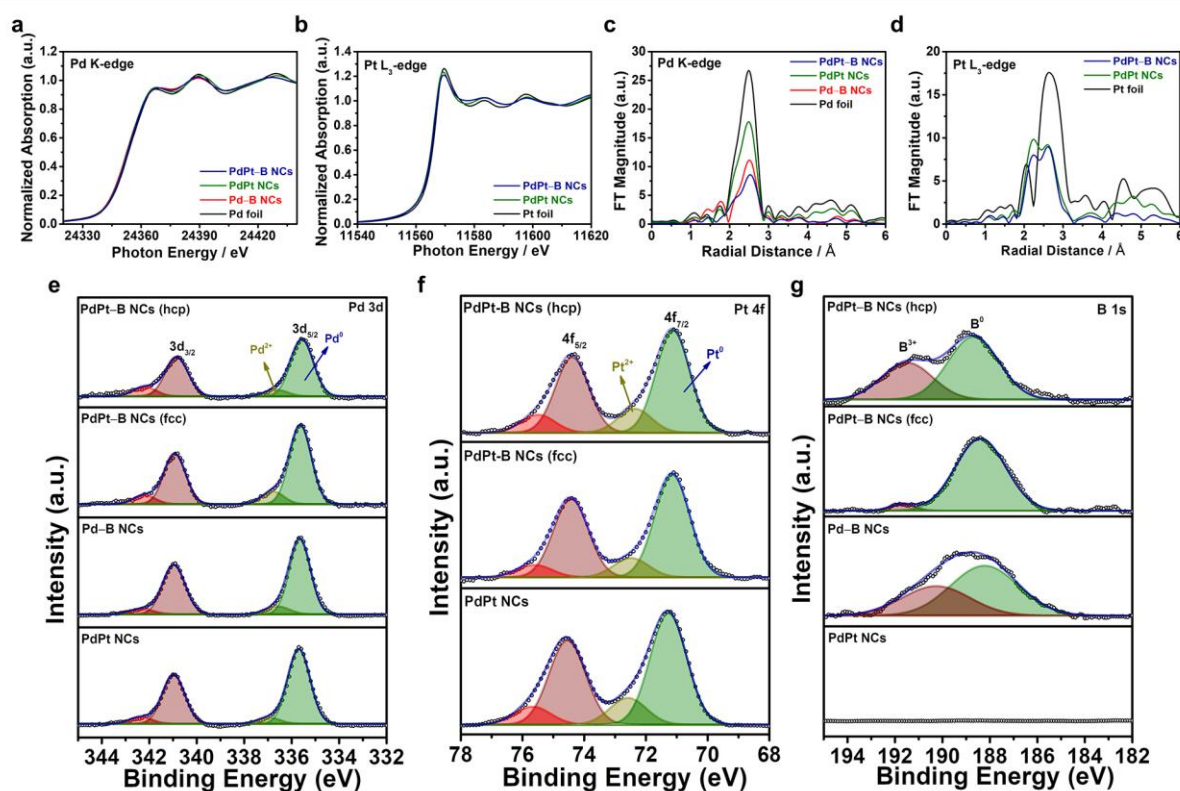 a
Pd K-edge
1.2
1.0
0.8
0.6
0.4
0.2
0.0
24330 24360 24390 24420
Photon Energy / eV
Normalized Absorption (a.u.)
PdPt–B NCs
PdPt NCs
Pd–B NCs
Pd foil
b
Pt L3-edge
1.4
1.2
1.0
0.8
0.6
0.4
0.2
0.0
11540 11560 11580 11600 11620
Photon Energy / eV
Normalized Absorption (a.u.)
PdPt–B NCs
PdPt NCs
Pt foil
c
Pd K-edge
30
25
20
15
10
5
0
0 1 2 3 4 5 6
Radial Distance / Å
FT Magnitude (a.u.)
PdPt–B NCs
PdPt NCs
Pd–B NCs
Pd foil
d
Pt L3-edge
20
15
10
5
0
0 1 2 3 4 5 6
Radial Distance / Å
FT Magnitude (a.u.)
PdPt–B NCs
PdPt NCs
Pt foil
e
PdPt–B NCs (hcp)
Pd 3d
3d3/2
Pd2+
3d5/2
Pd0
PdPt–B NCs (fcc)
Pd–B NCs
PdPt NCs
344 342 340 338 336 334 332
Binding Energy (eV)
Intensity (a.u.)
f
PdPt-B NCs (hcp)
Pt 4f
4f5/2
Pt2+
4f7/2
Pt0
PdPt-B NCs (fcc)
PdPt NCs
78 76 74 72 70 68
Binding Energy (eV)
Intensity (a.u.)
g
PdPt–B NCs (hcp)
B 1s
B3+
B0
PdPt–B NCs (fcc)
Pd–B NCs
PdPt NCs
194 192 190 188 186 184 182
Binding Energy (eV)
Intensity (a.u.)